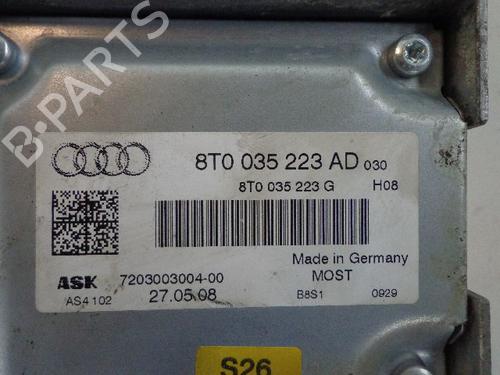 B-PARTS
8T0 035 223 AD 030
8T0 035 223 G H08
Made in Germany
ASK 7203003004-00 MOST
AS4 102 27.05.08 B8S1 0929
S26